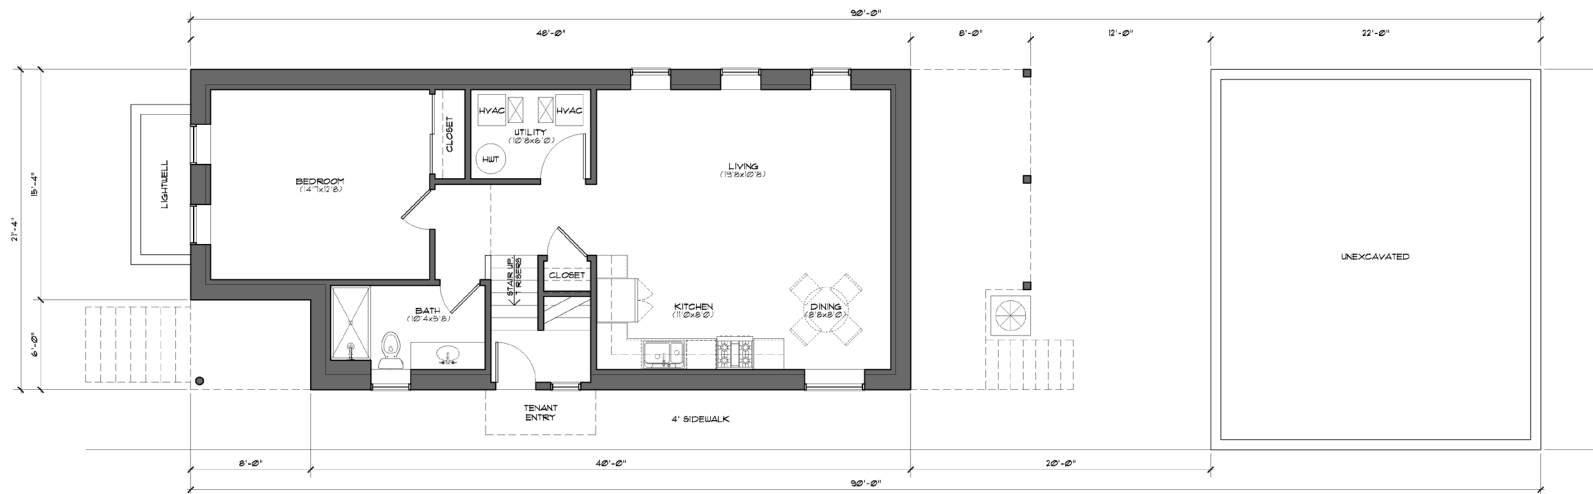 90'-0"
48'-0"
8'-0"
12'-0"
22'-0"
HVAC
HVAC
CLOSET
UTILITY
(10'8x8'0)
HWT
LIGHTWELL
BEDROOM
(14'7x12'8)
LIVING
(19'8x10'8)
15'-4"
21'-4"
UNEXCAVATED
STAIR UP
7 RISERS
CLOSET
BATH
(10'4x5'8)
KITCHEN
(11'0x8'0)
DINING
(8'8x8'0)
6'-0"
TENANT
ENTRY
4' SIDEWALK
8'-0"
40'-0"
20'-0"
90'-0"